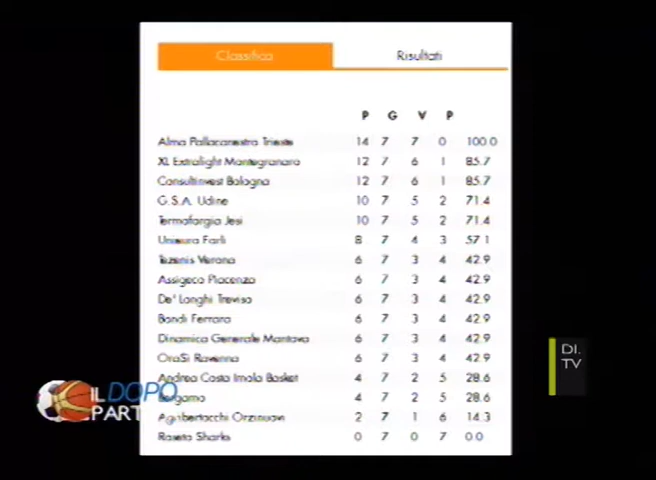 Classifica Risultati
P G V P
Alma Pallacanestro Trieste 14 7 7 0 100.0
XL Extralight Montegranaro 12 7 6 1 85.7
Consultinvest Bologna 12 7 6 1 85.7
G.S.A. Udine 10 7 5 2 71.4
Termoforgia Jesi 10 7 5 2 71.4
Unieuro Forlì 8 7 4 3 57.1
Tezenis Verona 6 7 3 4 42.9
Assigeco Piacenza 6 7 3 4 42.9
De' Longhi Treviso 6 7 3 4 42.9
Bondi Ferrara 6 7 3 4 42.9
Dinamica Generale Mantova 6 7 3 4 42.9
OraSì Ravenna 6 7 3 4 42.9
Andrea Costa Imola Basket 4 7 2 5 28.6
Bergamo 4 7 2 5 28.6
Agribertocchi Orzinuovi 2 7 1 6 14.3
Roseto Sharks 0 7 0 7 0.0
IL DOPO
PART
DI.
TV